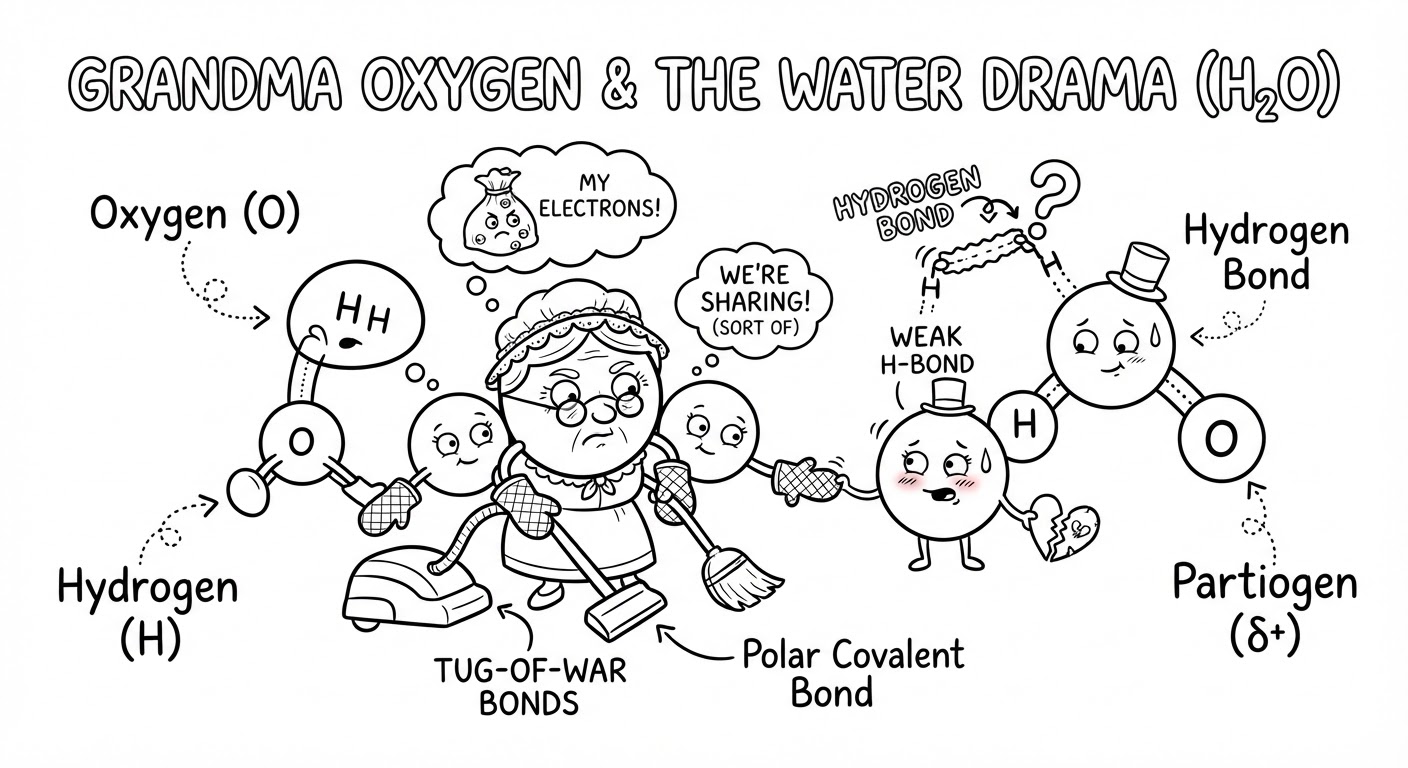 GRANDMA OXYGEN & THE WATER DRAMA (H₂O)
Oxygen (O)
H H
O
Hydrogen
(H)
MY
ELECTRONS!
WE'RE
SHARING!
(SORT OF)
TUG-OF-WAR
BONDS
Polar Covalent
Bond
HYDROGEN
BOND
?
H
H
WEAK
H-BOND
H
O
Hydrogen
Bond
Partiogen
(δ+)